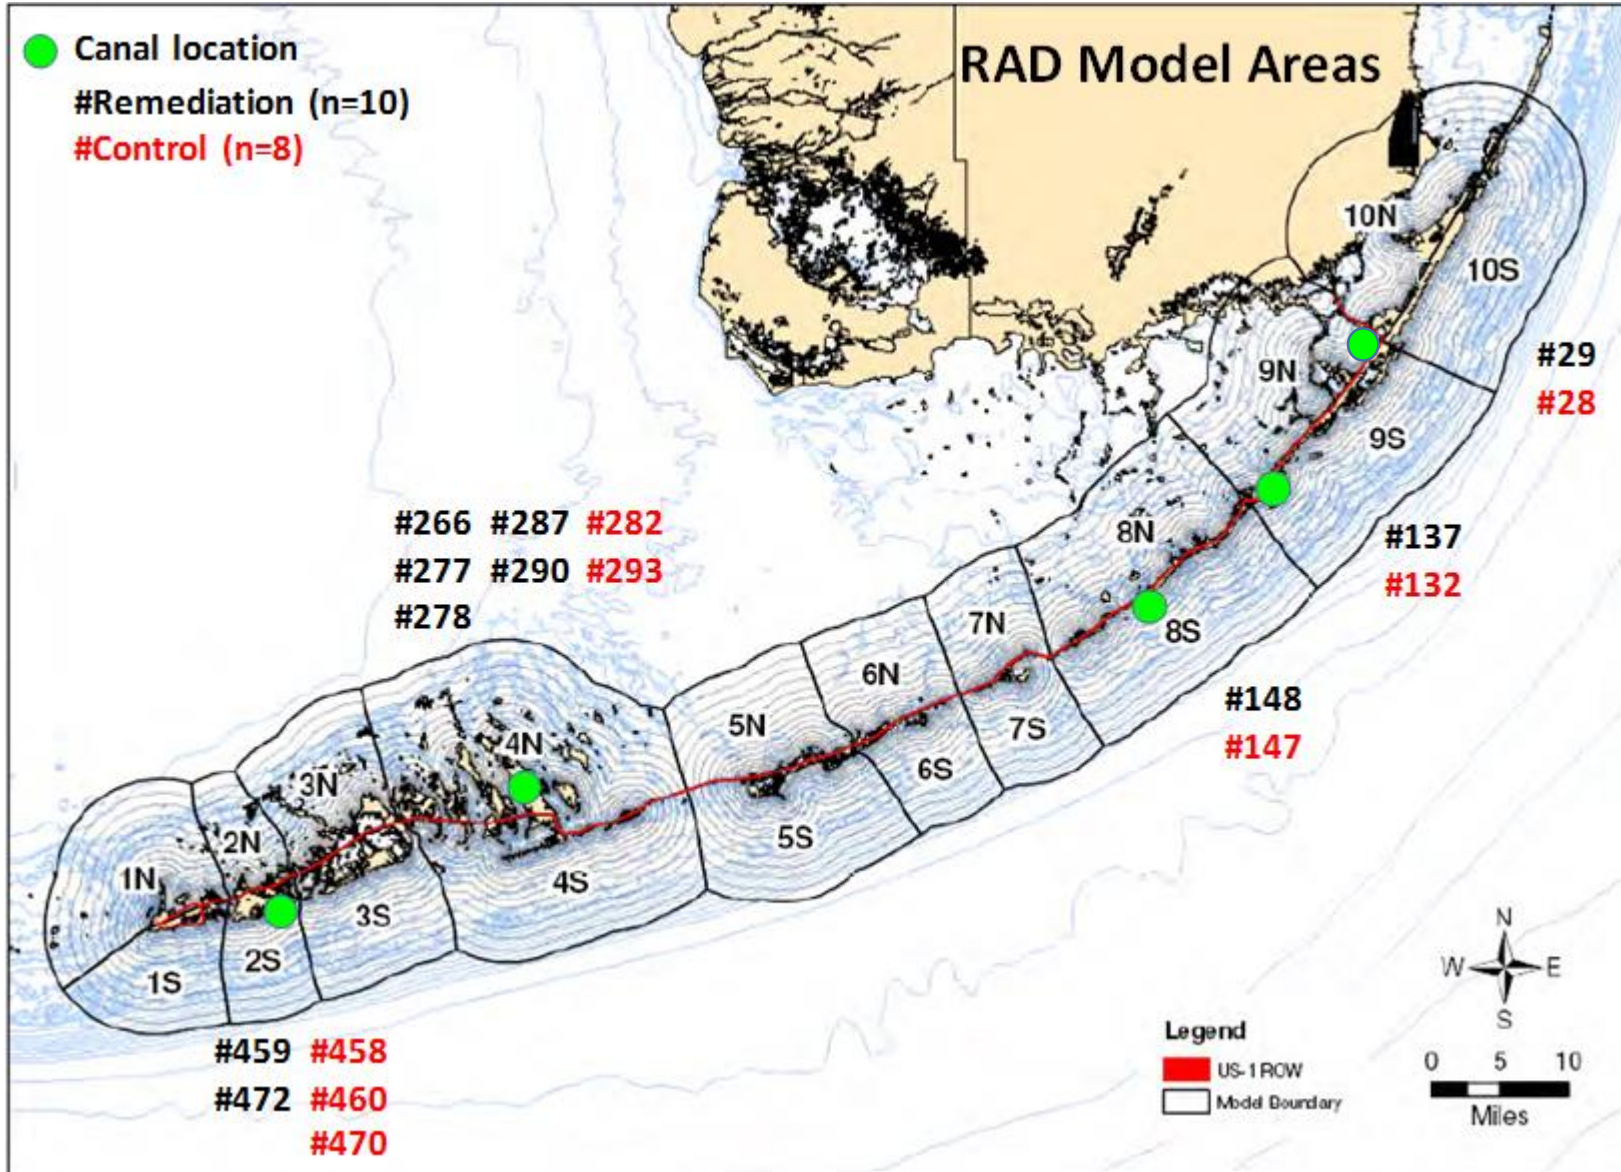 Canal location
#Remediation (n=10)
#Control (n=8)
RAD Model Areas
10N
10S
#29
#28
9N
9S
#266 #287 #282
#277 #290 #293
#278
8N
#137
#132
7N
8S
6N
#148
#147
5N
7S
4N
6S
3N
5S
2N
1N
4S
3S
2S
1S
#459 #458
#472 #460
#470
N
W E
S
Legend
US-1 ROW
Model Boundary
0 5 10
Miles